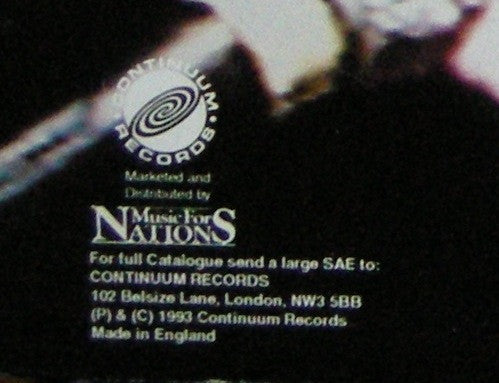 CONTINUUM
RECORDS
Marketed and
Distributed by
Music For
NATIONS
For full Catalogue send a large SAE to:
CONTINUUM RECORDS
102 Belsize Lane, London, NW3 5BB
(P) & (C) 1993 Continuum Records
Made in England